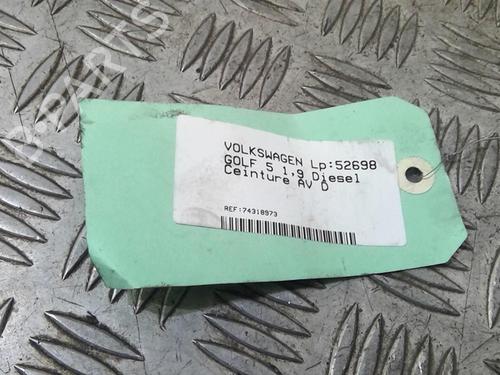 B-PARTS
VOLKSWAGEN Lp:52698
GOLF 5 1,9 Diesel
Ceinture AV D
REF:74318973